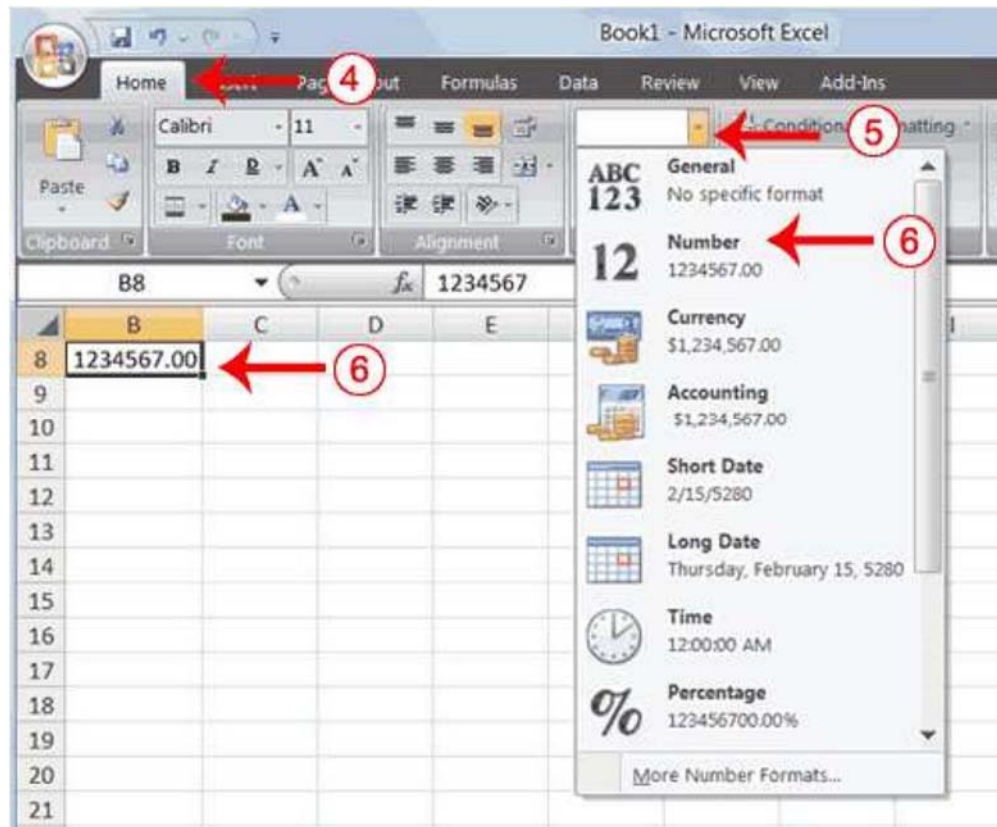 Book1 - Microsoft Excel
Home Formulas Data Review View Add-Ins
4
Calibri 11
5
Paste
B I U A A A
Clipboard Font Alignment
B8 fx 1234567
B C D E I
8 1234567.00
6
9
10
11
12
13
14
15
16
17
18
19
20
21
ABC
123
General
No specific format
12
Number
1234567.00
6
Currency
$1,234,567.00
Accounting
$1,234,567.00
Short Date
2/15/5280
Long Date
Thursday, February 15, 5280
Time
12:00:00 AM
%
Percentage
123456700.00%
More Number Formats...